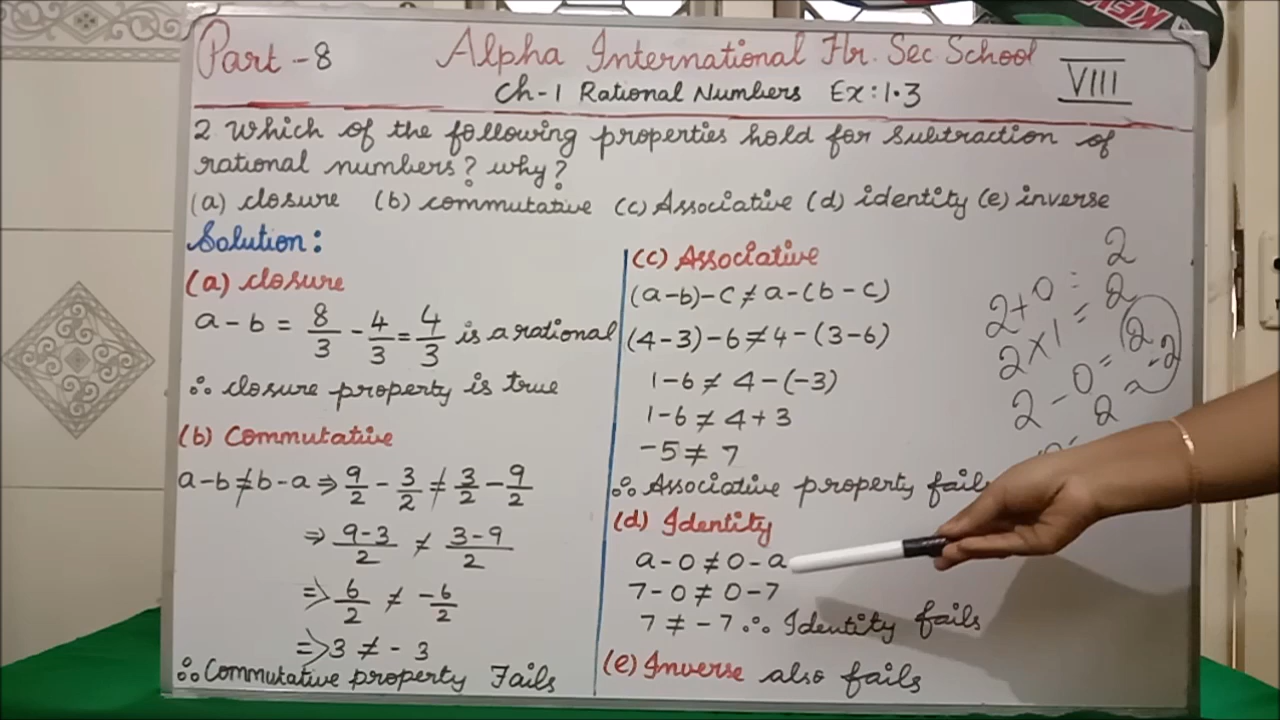 Part-8 Alpha International Hr. Sec School VIII
Ch-1 Rational Numbers Ex:1.3
2 Which of the following properties hold for subtraction of
rational numbers? why?
(a) closure (b) commutative (c) Associative (d) identity (e) inverse
Solution:
(a) closure
a-b = 8/3 - 4/3 = 4/3 is a rational
∴ closure property is true
(b) Commutative
a-b ≠ b-a ⇒ 9/2 - 3/2 ≠ 3/2 - 9/2
⇒ 9-3/2 ≠ 3-9/2
⇒ 6/2 ≠ -6/2
⇒ 3 ≠ -3
∴ Commutative property Fails
(c) Associative
(a-b)-c ≠ a-(b-c)
(4-3)-6 ≠ 4-(3-6)
1-6 ≠ 4-(-3)
1-6 ≠ 4+3
-5 ≠ 7
∴ Associative property fails
(d) Identity
a-0 ≠ 0-a
7-0 ≠ 0-7
7 ≠ -7 ∴ Identity fails
(e) Inverse also fails
2+0 = 2
2×1 = 2
2-0 = 2